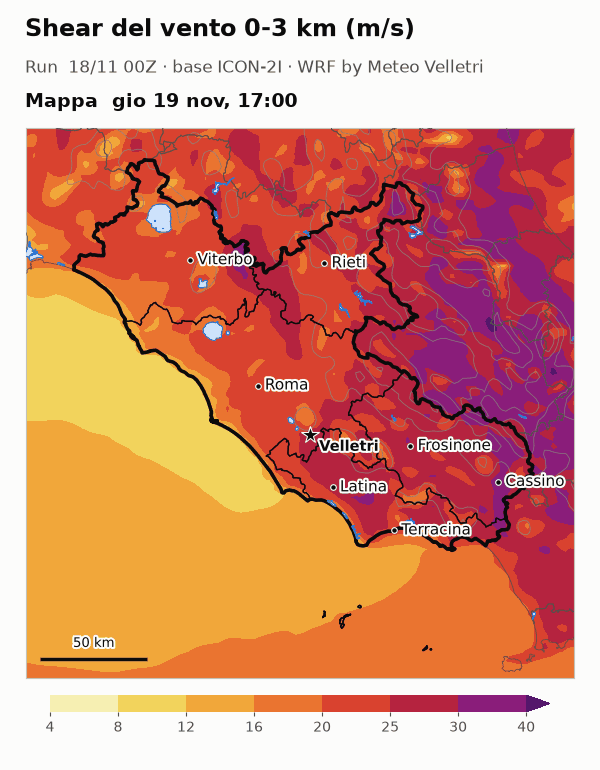 Shear del vento 0-3 km (m/s)
Run  18/11 00Z · base ICON-2I · WRF by Meteo Velletri
Mappa  gio 19 nov, 17:00
Viterbo
Rieti
Roma
Velletri
Frosinone
Latina
Cassino
Terracina
50 km
4 8 12 16 20 25 30 40